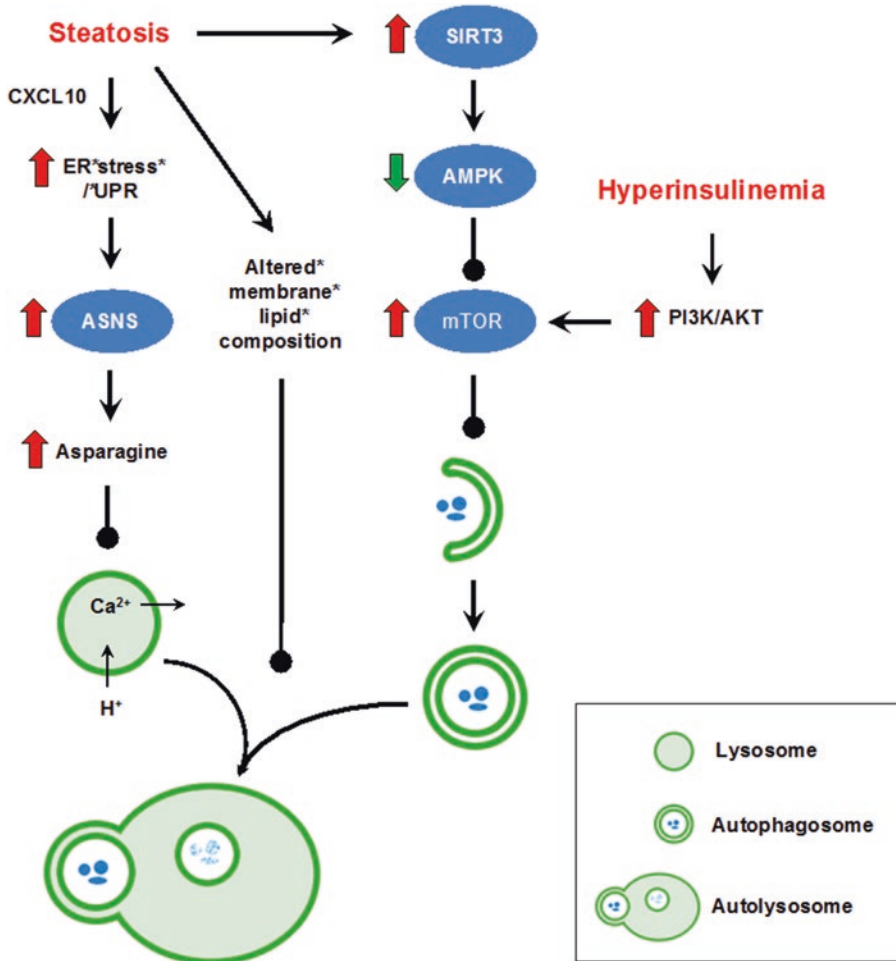 Steatosis
SIRT3
CXCL10
ER*stress*
/*UPR
AMPK
Hyperinsulinemia
Altered*
membrane*
lipid*
composition
ASNS
mTOR
PI3K/AKT
Asparagine
Ca²⁺
H⁺
Lysosome
Autophagosome
Autolysosome